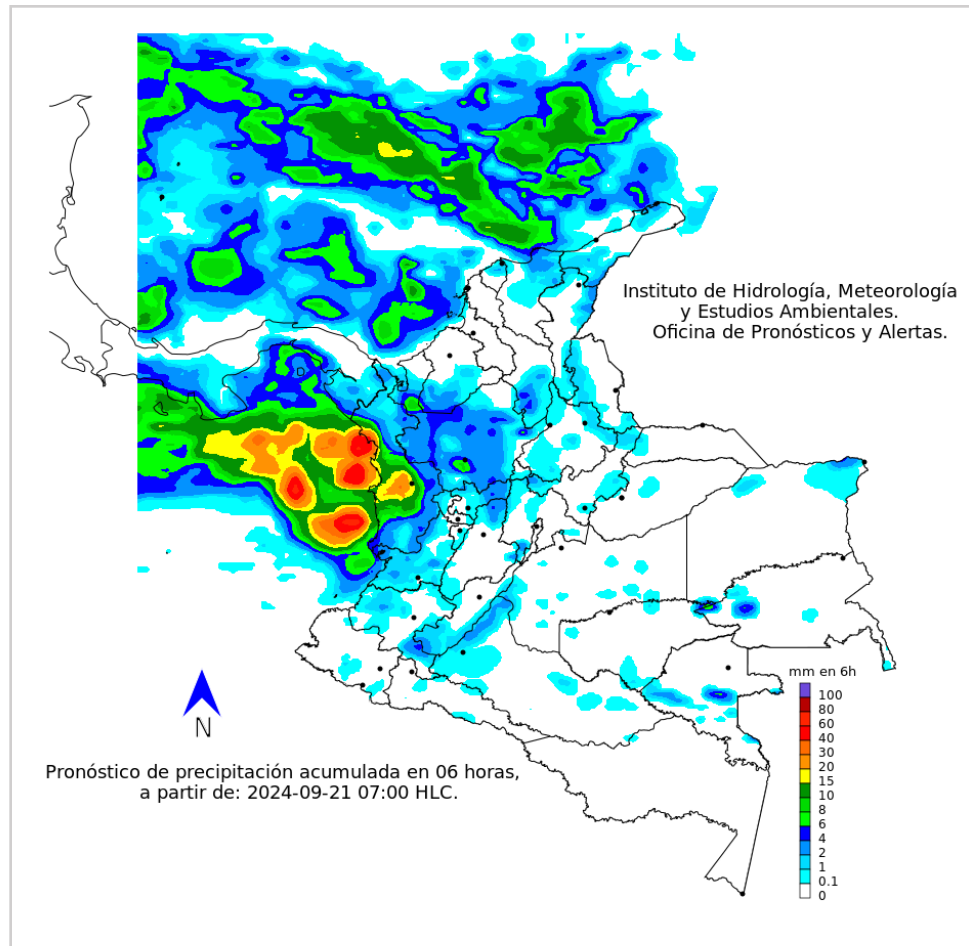 Instituto de Hidrología, Meteorología
y Estudios Ambientales.
Oficina de Pronósticos y Alertas.
mm en 6h
100
80
60
40
30
20
15
10
8
6
4
2
1
0.1
0
N
Pronóstico de precipitación acumulada en 06 horas,
a partir de: 2024-09-21 07:00 HLC.